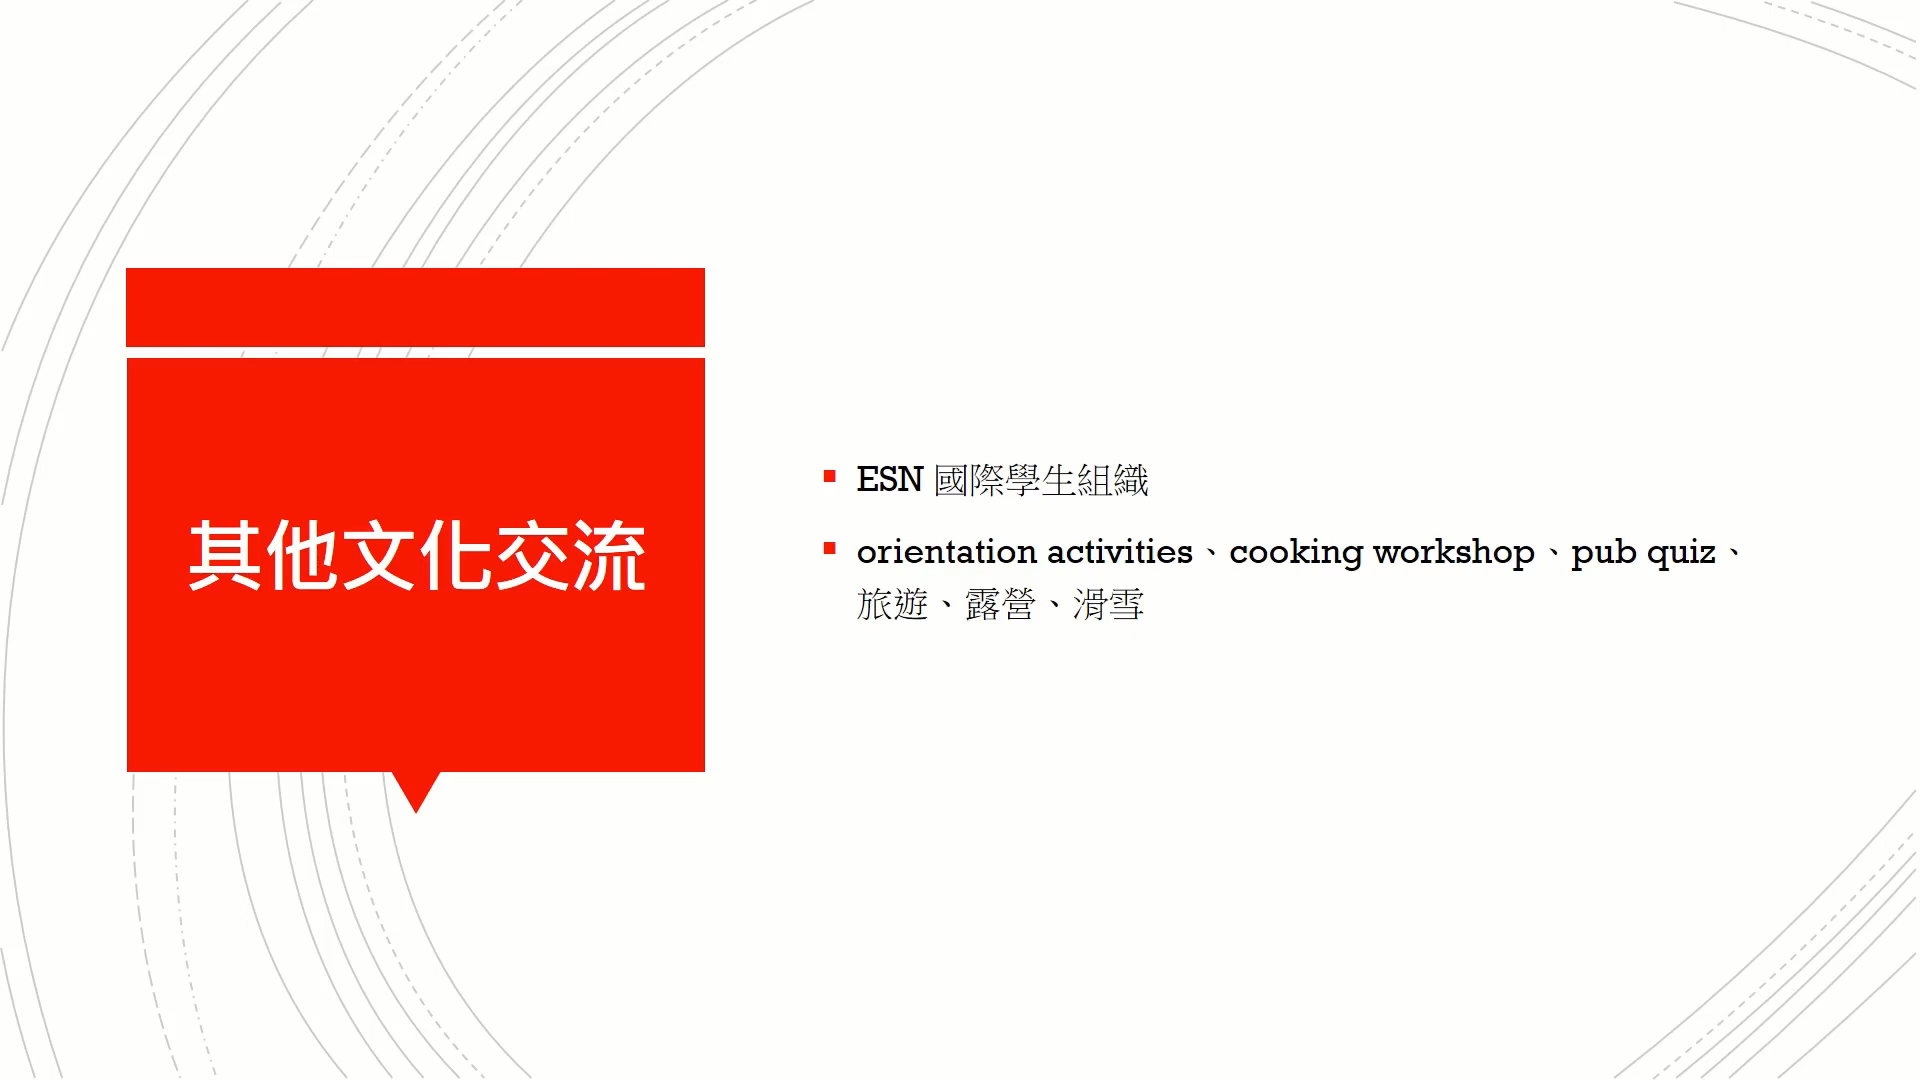 其他文化交流
ESN 國際學生組織
orientation activities、cooking workshop、pub quiz、
旅遊、露營、滑雪